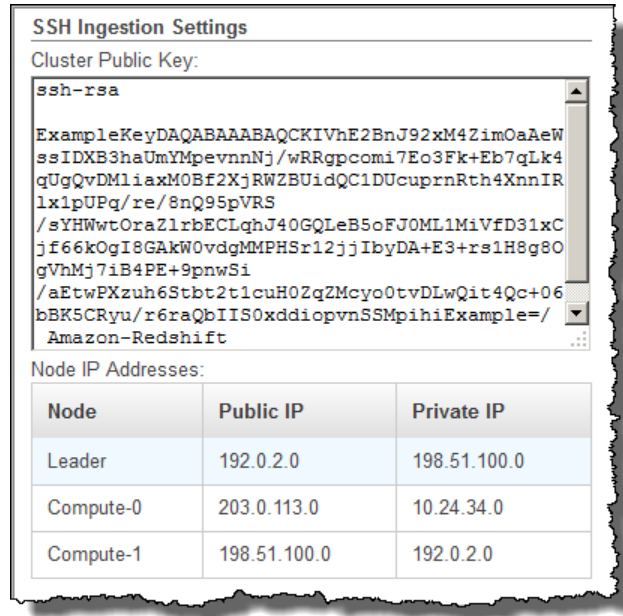 SSH Ingestion Settings
Cluster Public Key:
ssh-rsa
ExampleKeyDAQABAAABAQCKIVhE2BnJ92xM4ZimOaAeW
ssIDXB3haUmYMpevnnNj/wRRgpcomi7Eo3Fk+Eb7qLk4
qUgQvDMliaxM0Bf2XjRWZBUidQC1DUcuprnRth4XnnIR
lx1pUPq/re/8nQ95pVRS
/sYHWwtOraZlrbECLqhJ40GQLeB5oFJ0ML1MiVfD31xC
jf66kOgI8GAkW0vdgMMPHSr12jjIbyDA+E3+rs1H8g8O
gVhMj7iB4PE+9pnwSi
/aEtwPXzuh6Stbt2t1cuH0ZqZMcyo0tvDLwQit4Qc+06
bBK5CRyu/r6raQbIIS0xddiopvnSSMpihiExample=/
Amazon-Redshift
Node IP Addresses:
Node Public IP Private IP
Leader 192.0.2.0 198.51.100.0
Compute-0 203.0.113.0 10.24.34.0
Compute-1 198.51.100.0 192.0.2.0